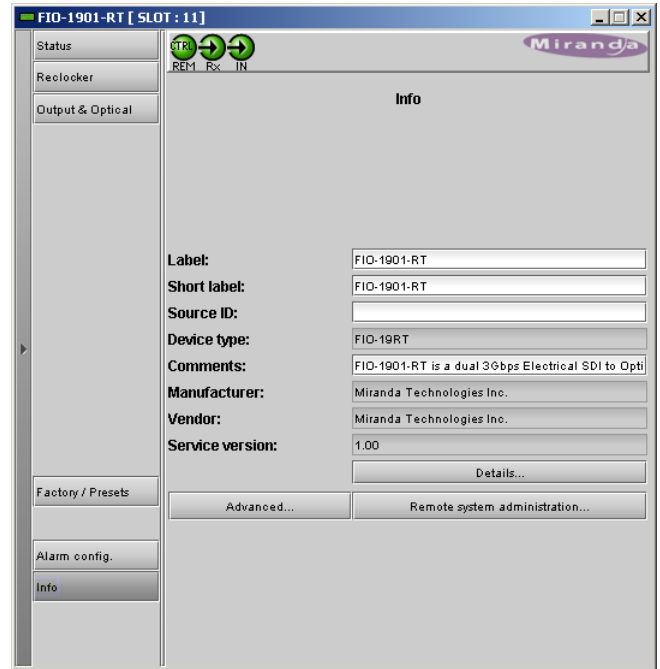 FIO-1901-RT [ SLOT : 11]
Status
Reclocker
Output & Optical
Factory / Presets
Alarm config.
Info
CTRL
REM Rx IN
Miranda
Info
Label: FIO-1901-RT
Short label: FIO-1901-RT
Source ID:
Device type: FIO-19RT
Comments: FIO-1901-RT is a dual 3Gbps Electrical SDI to Opti
Manufacturer: Miranda Technologies Inc.
Vendor: Miranda Technologies Inc.
Service version: 1.00
Details...
Advanced... Remote system administration...